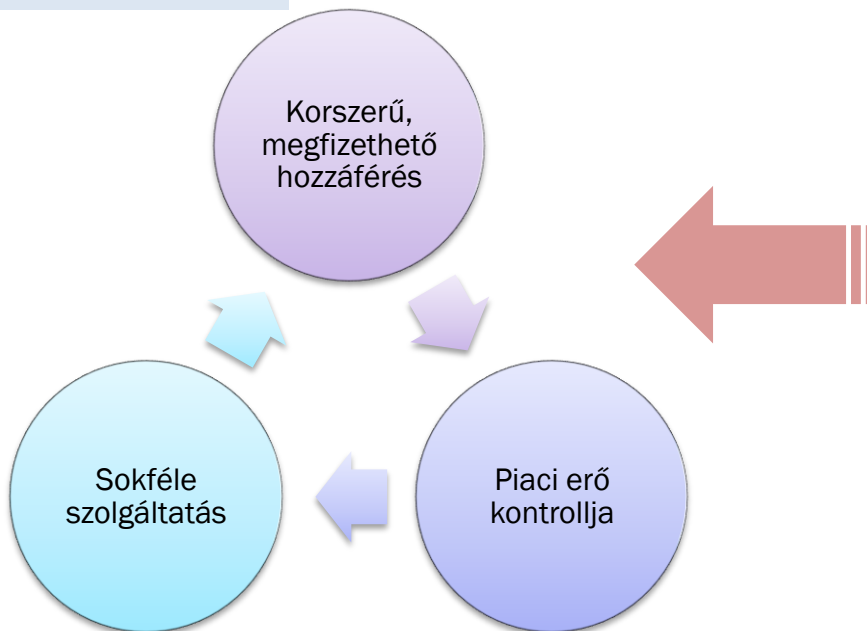 Korszerű,
megfizethető
hozzáférés
Sokféle
szolgáltatás
Piaci erő
kontrollja